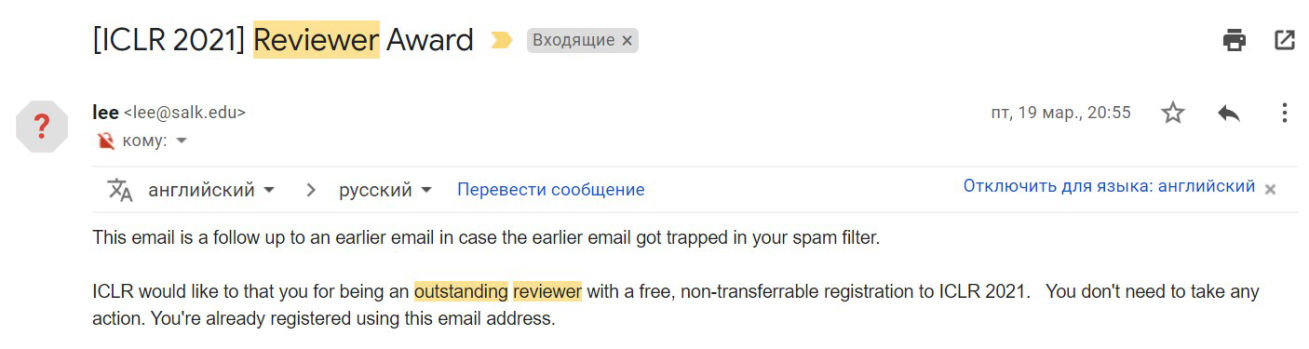 [ICLR 2021] Reviewer Award Входящие ×
lee <lee@salk.edu> пт, 19 мар., 20:55
кому:
английский > русский Перевести сообщение Отключить для языка: английский ×
This email is a follow up to an earlier email in case the earlier email got trapped in your spam filter.
ICLR would like to that you for being an outstanding reviewer with a free, non-transferrable registration to ICLR 2021. You don't need to take any
action. You're already registered using this email address.